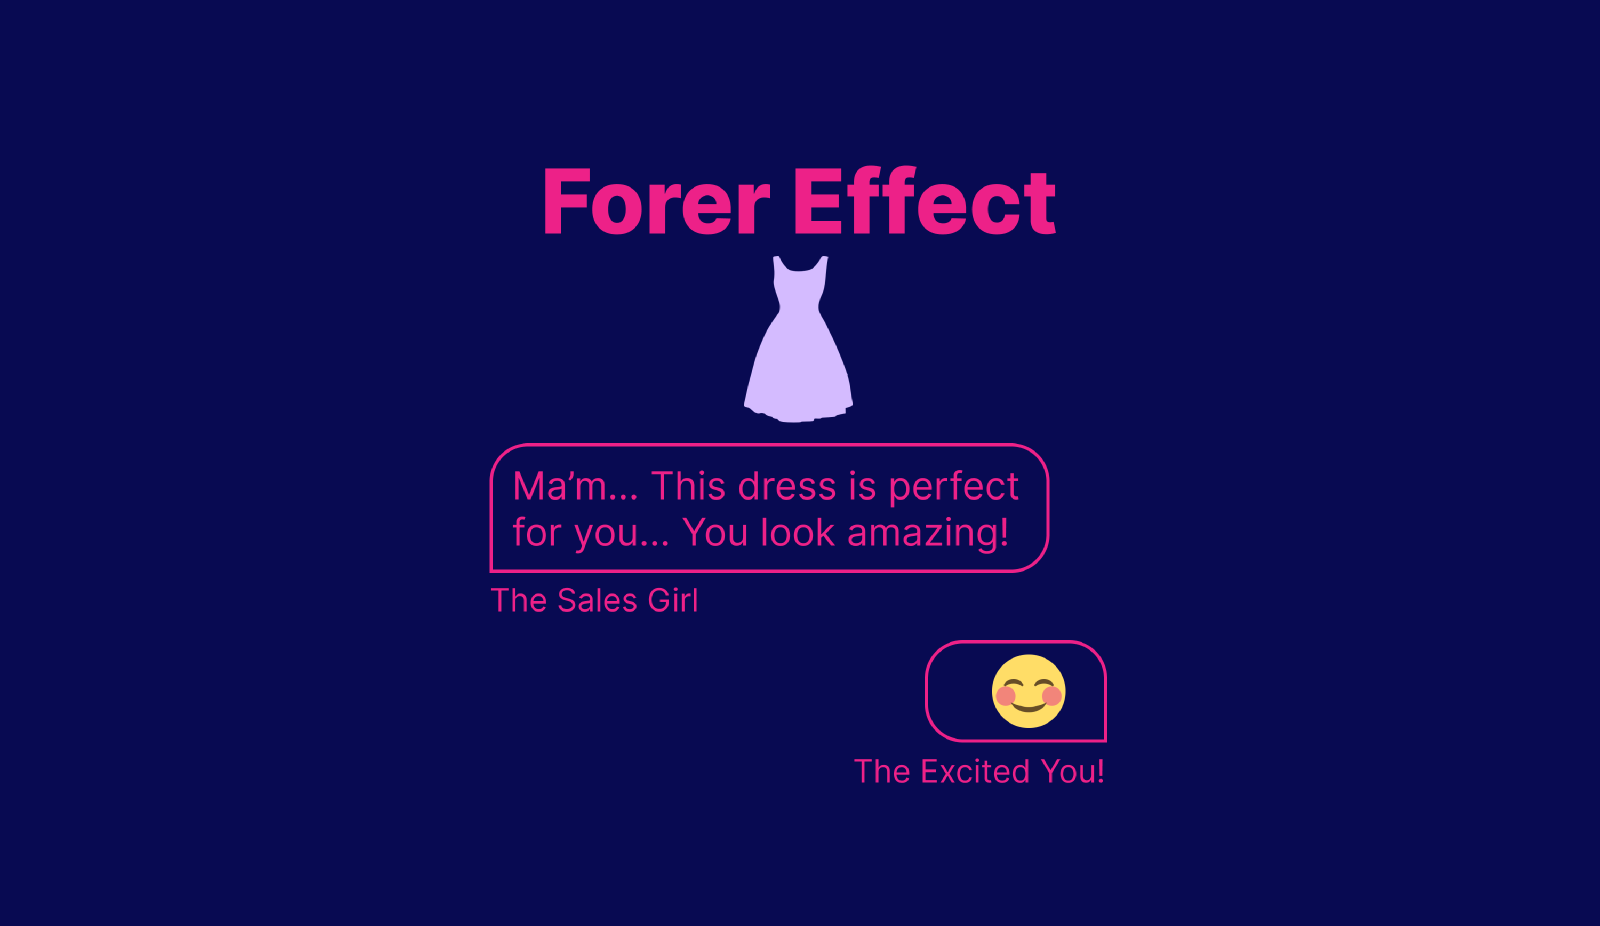 Forer Effect
Ma’m... This dress is perfect
for you... You look amazing!
The Sales Girl
The Excited You!